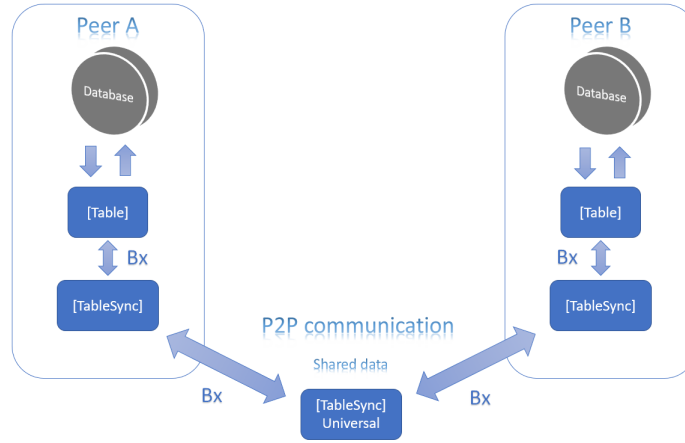 Peer A
Database
[Table]
Bx
[TableSync]
Peer B
Database
[Table]
Bx
[TableSync]
P2P communication
Shared data
Bx
Bx
[TableSync]
Universal